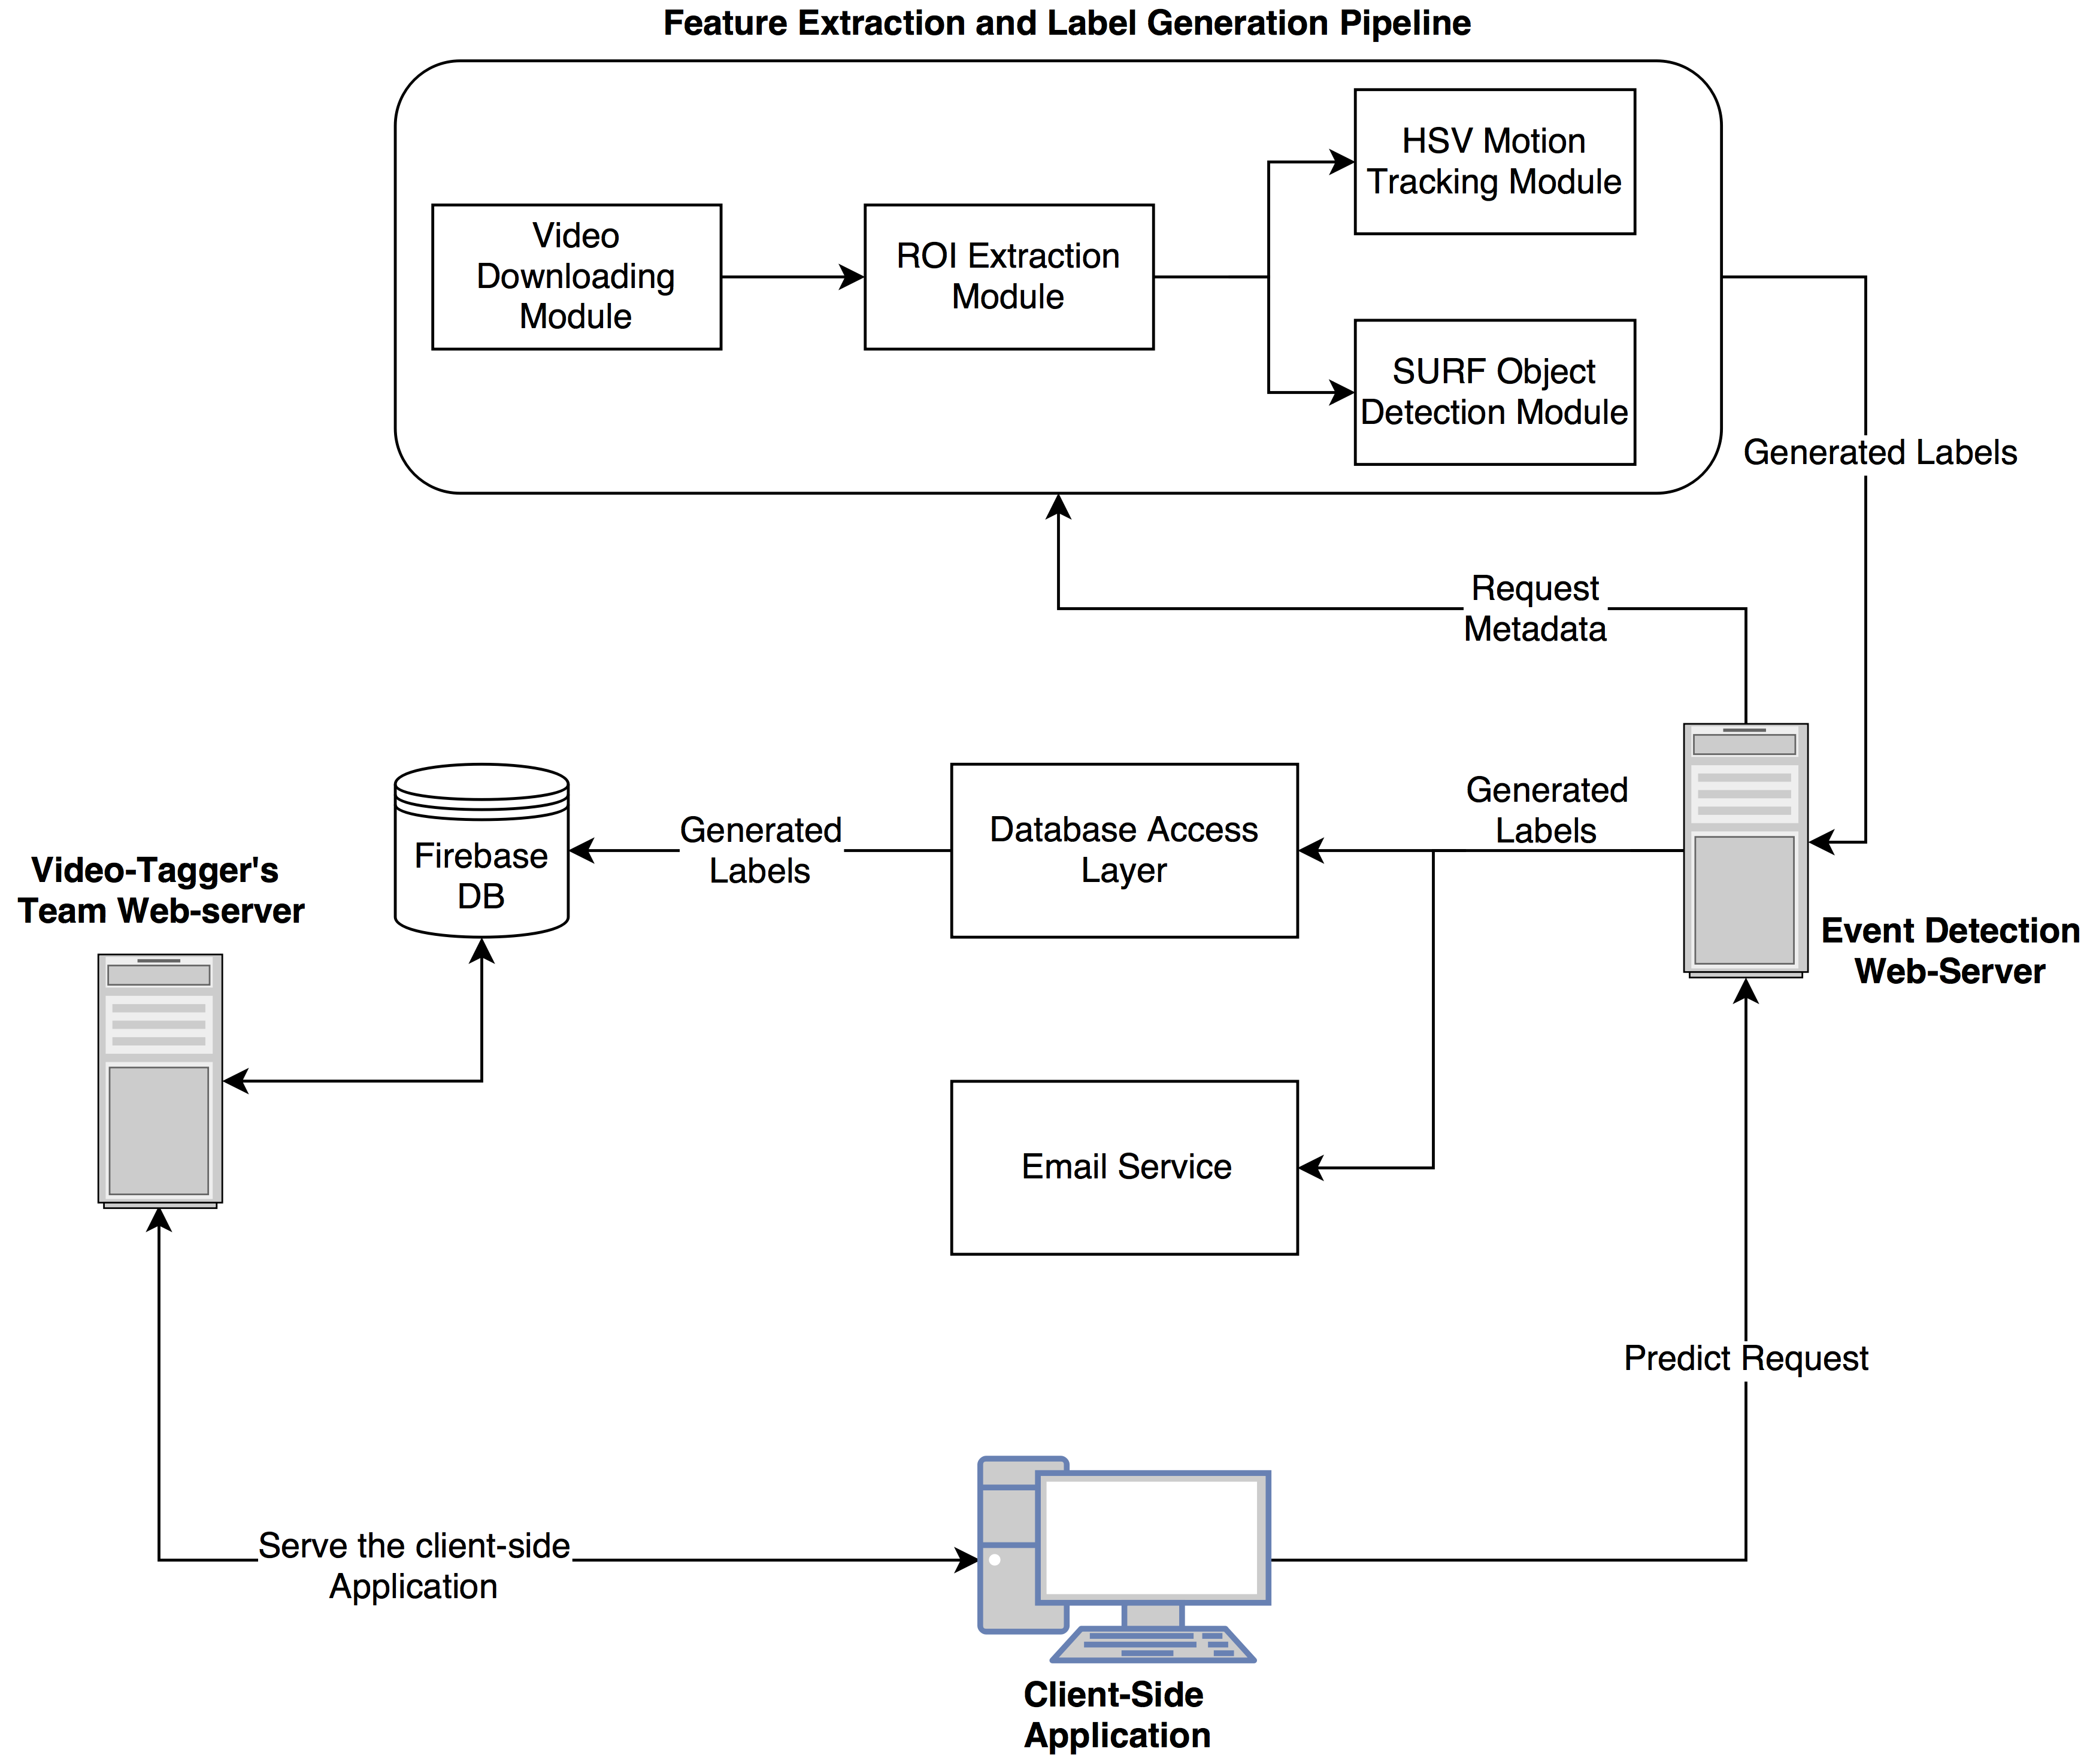 Feature Extraction and Label Generation Pipeline
HSV Motion
Tracking Module
Video
Downloading
Module
ROI Extraction
Module
SURF Object
Detection Module
Generated Labels
Request
Metadata
Generated
Labels
Database Access
Layer
Generated
Labels
Firebase
DB
Video-Tagger's
Team Web-server
Event Detection
Web-Server
Email Service
Predict Request
Serve the client-side
Application
Client-Side
Application